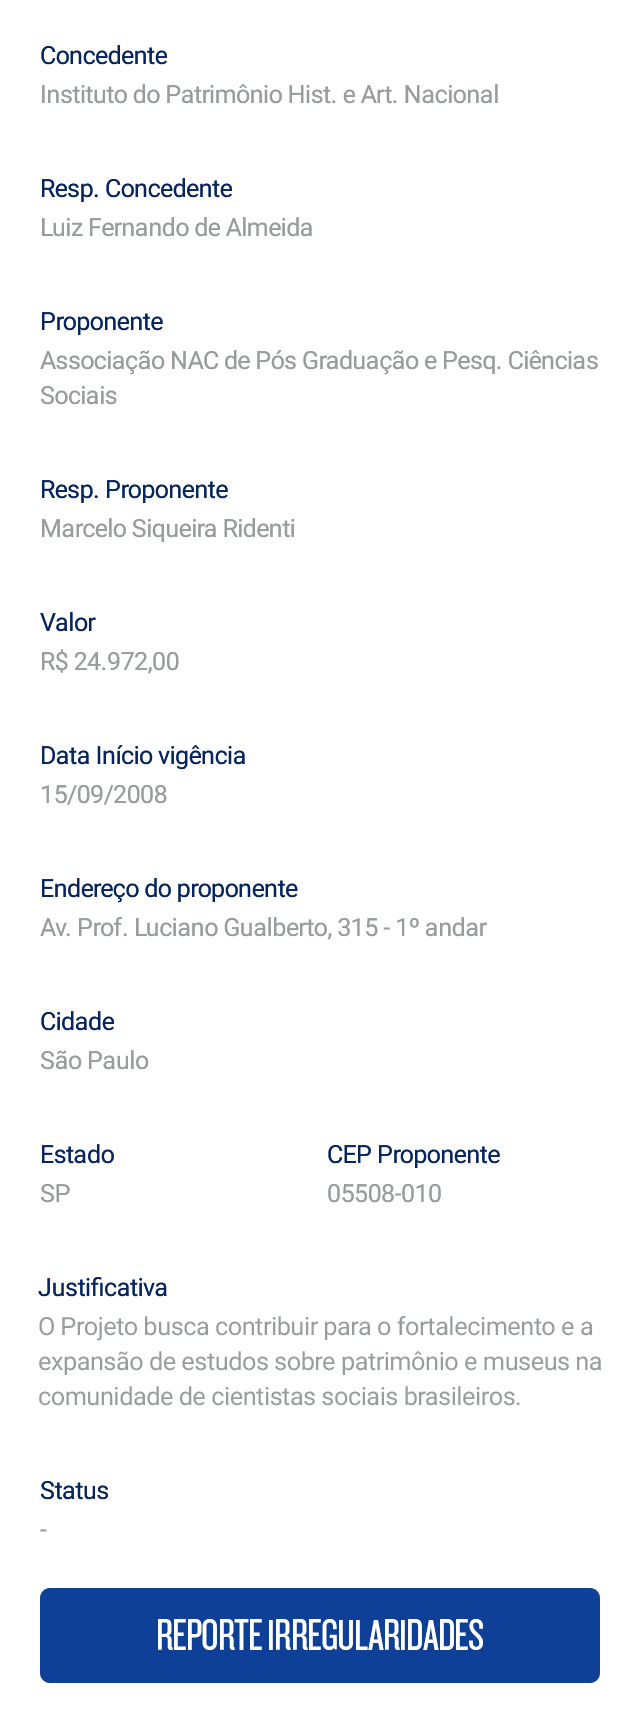 Concedente
Instituto do Patrimônio Hist. e Art. Nacional
Resp. Concedente
Luiz Fernando de Almeida
Proponente
Associação NAC de Pós Graduação e Pesq. Ciências
Sociais
Resp. Proponente
Marcelo Siqueira Ridenti
Valor
R$ 24.972,00
Data Início vigência
15/09/2008
Endereço do proponente
Av. Prof. Luciano Gualberto, 315 - 1º andar
Cidade
São Paulo
Estado
SP
CEP Proponente
05508-010
Justificativa
O Projeto busca contribuir para o fortalecimento e a
expansão de estudos sobre patrimônio e museus na
comunidade de cientistas sociais brasileiros.
Status
-
REPORTE IRREGULARIDADES